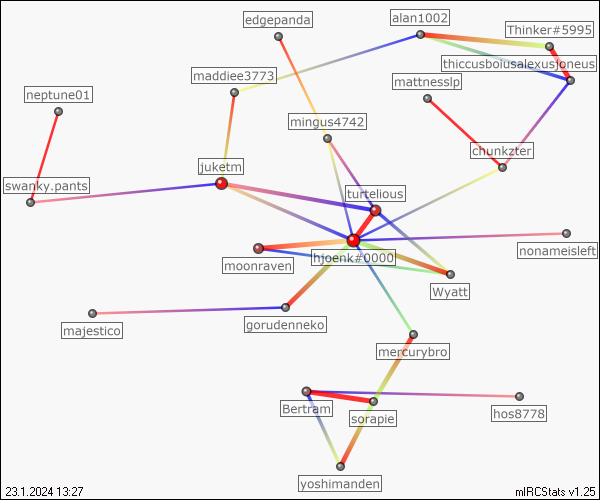 edgepanda
alan1002
Thinker#5995
thiccusboiusalexusjoneus
maddiee3773
mattnesslp
neptune01
mingus4742
chunkzter
juketm
swanky.pants
turtelious
nonameisleft
hjoenk#0000
moonraven
Wyatt
majestico
gorudenneko
mercurybro
Bertram
sorapie
hos8778
yoshimanden
23.1.2024 13:27
mIRCStats v1.25